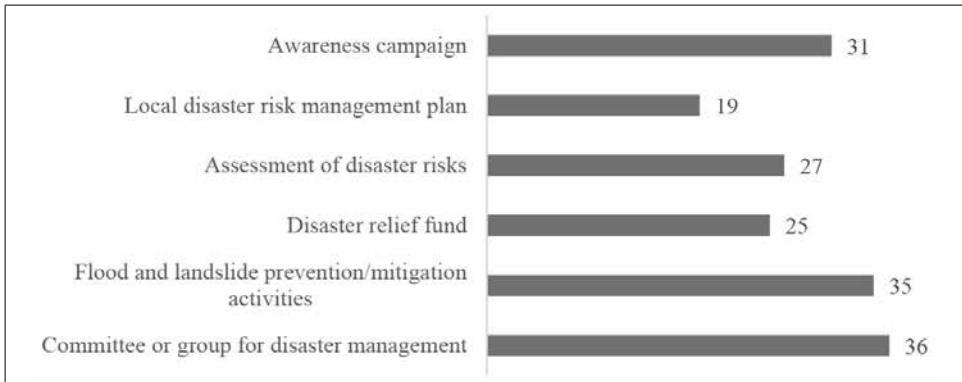 Awareness campaign 31
Local disaster risk management plan 19
Assessment of disaster risks 27
Disaster relief fund 25
Flood and landslide prevention/mitigation
activities 35
Committee or group for disaster management 36